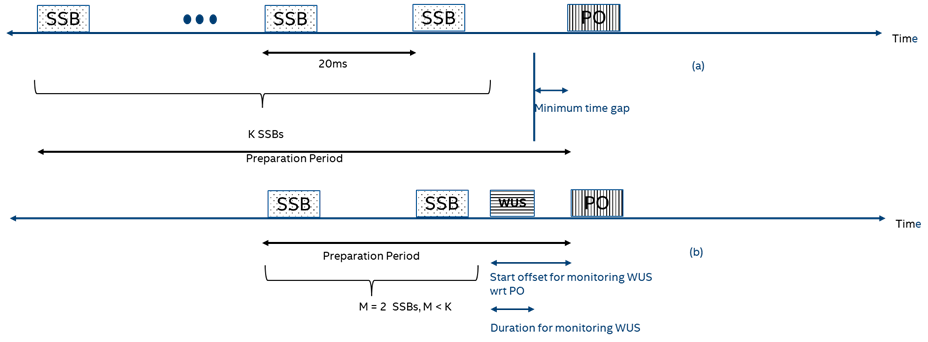 SSB SSB SSB PO
Time
20ms
(a)
Minimum time gap
K SSBs
Preparation Period
SSB SSB WUS PO
Time
Preparation Period
(b)
Start offset for monitoring WUS
wrt PO
M = 2 SSBs, M < K
Duration for monitoring WUS